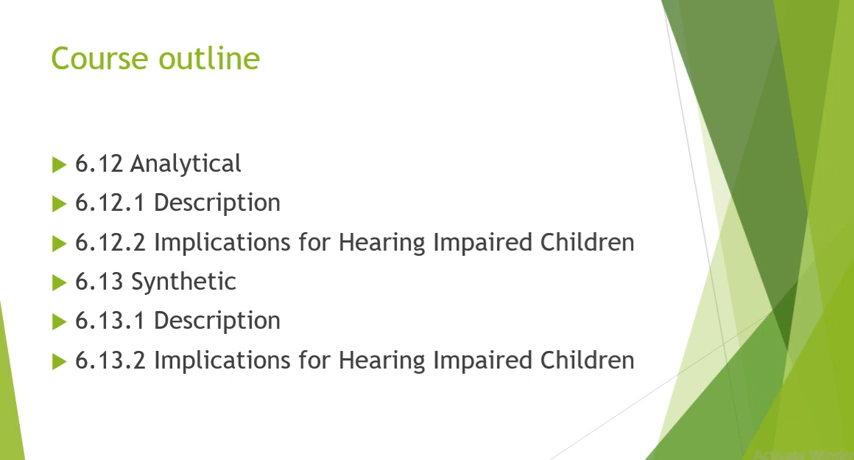 Course outline
6.12 Analytical
6.12.1 Description
6.12.2 Implications for Hearing Impaired Children
6.13 Synthetic
6.13.1 Description
6.13.2 Implications for Hearing Impaired Children